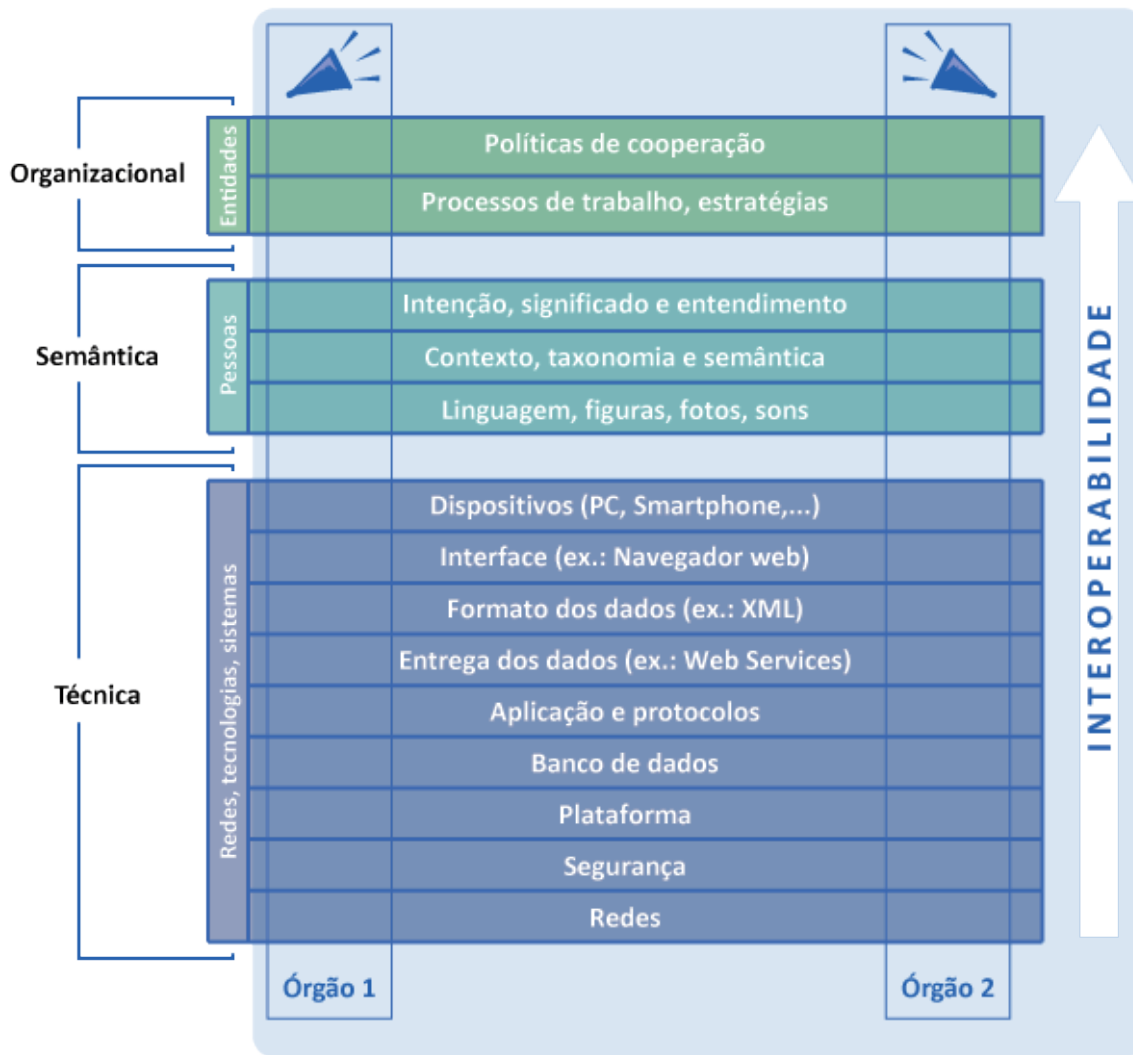 Organizacional
Entidades
Políticas de cooperação
Processos de trabalho, estratégias
Semântica
Pessoas
Intenção, significado e entendimento
Contexto, taxonomia e semântica
Linguagem, figuras, fotos, sons
Técnica
Redes, tecnologias, sistemas
Dispositivos (PC, Smartphone,...)
Interface (ex.: Navegador web)
Formato dos dados (ex.: XML)
Entrega dos dados (ex.: Web Services)
Aplicação e protocolos
Banco de dados
Plataforma
Segurança
Redes
Órgão 1
Órgão 2
INTEROPERABILIDADE